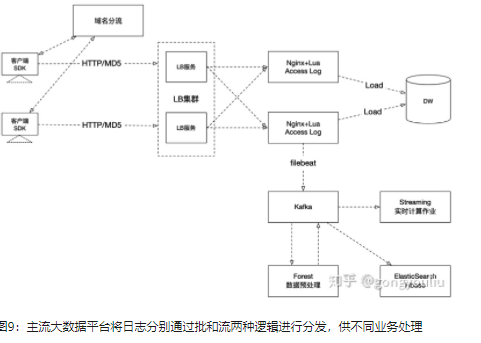 域名分流
客户端
SDK
HTTP/MD5
LB服务
LB集群
Nginx+Lua
Access Log
Load
DW
客户端
SDK
HTTP/MD5
LB服务
Nginx+Lua
Access Log
Load
filebeat
Kafka
Streaming
实时计算作业
Forest
数据预处理
ElasticSearch
知乎 @gongyouliu
图9：主流大数据平台将日志分别通过批和流两种逻辑进行分发，供不同业务处理